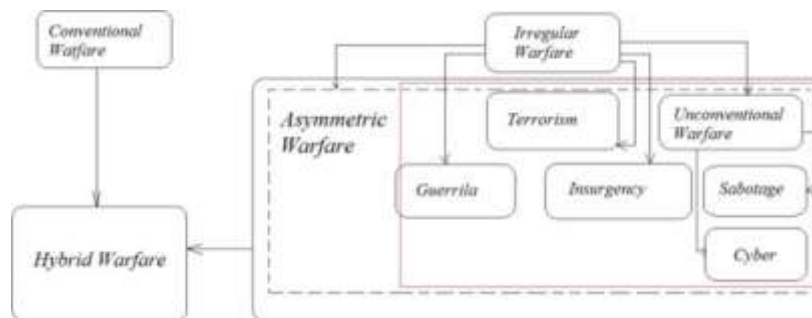 Conventional
Warfare
Irregular
Warfare
Asymmetric
Warfare
Terrorism
Unconventional
Warfare
Guerrila
Insurgency
Sabotage
Hybrid Warfare
Cyber